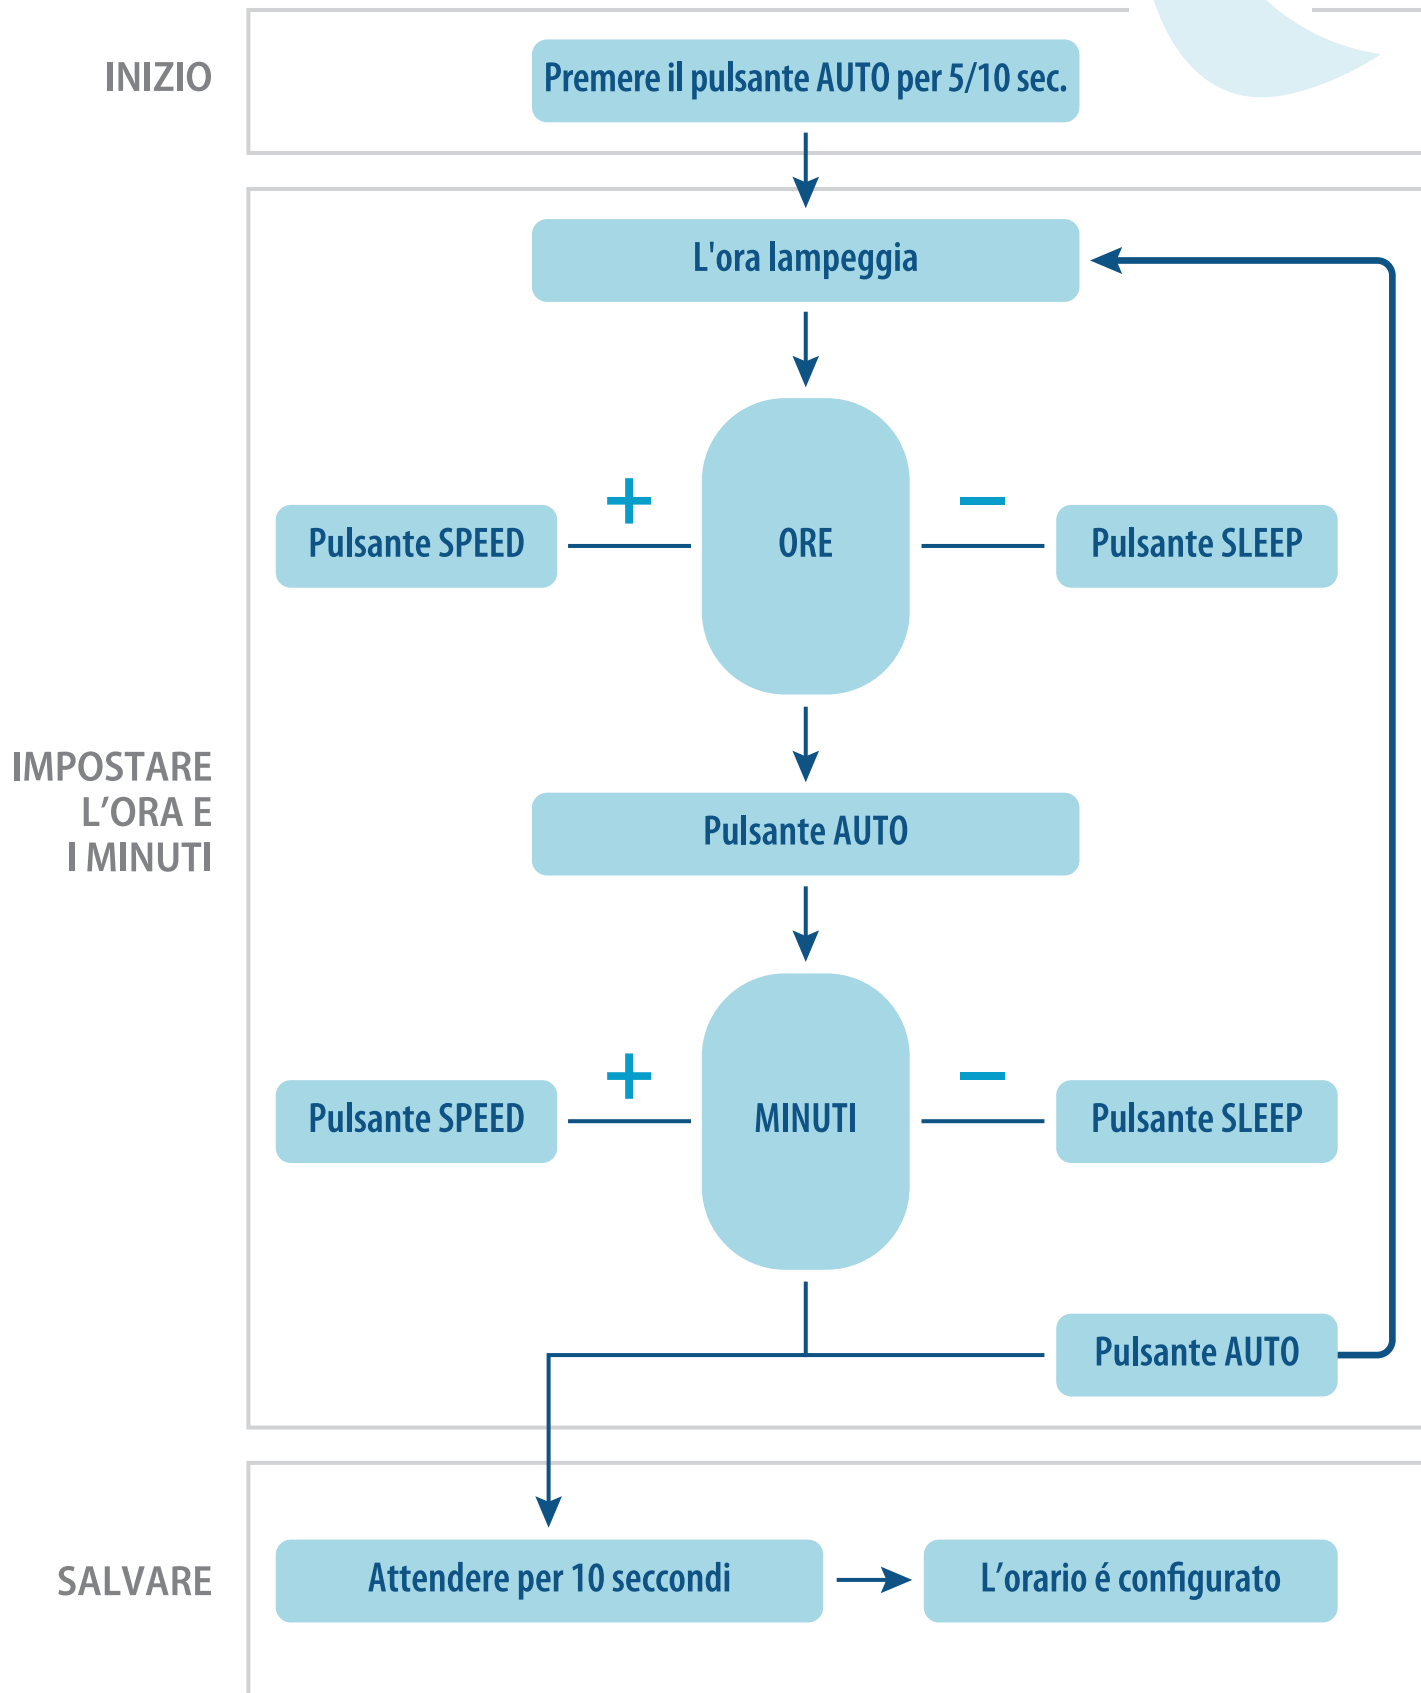 INIZIO
Premere il pulsante AUTO per 5/10 sec.
L'ora lampeggia
+
−
Pulsante SPEED
ORE
Pulsante SLEEP
IMPOSTARE
L’ORA E
I MINUTI
Pulsante AUTO
+
−
Pulsante SPEED
MINUTI
Pulsante SLEEP
Pulsante AUTO
SALVARE
Attendere per 10 seccondi
L’orario é configurato